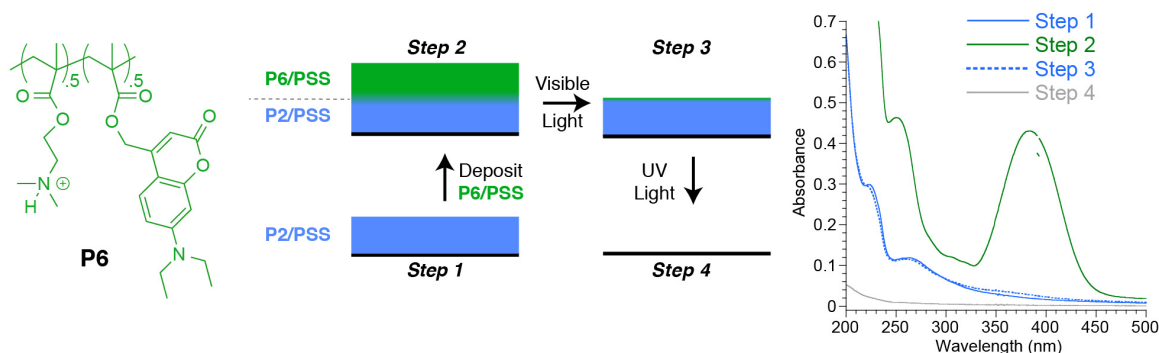 .5
.5
O
O
O
O
O
O
N
H
⊕
N
P6
Step 2
Step 3
P6/PSS
P2/PSS
Visible
Light
Deposit
P6/PSS
UV
Light
P2/PSS
Step 1
Step 4
Step 1
Step 2
Step 3
Step 4
Absorbance
0.7
0.6
0.5
0.4
0.3
0.2
0.1
0
200 250 300 350 400 450 500
Wavelength (nm)